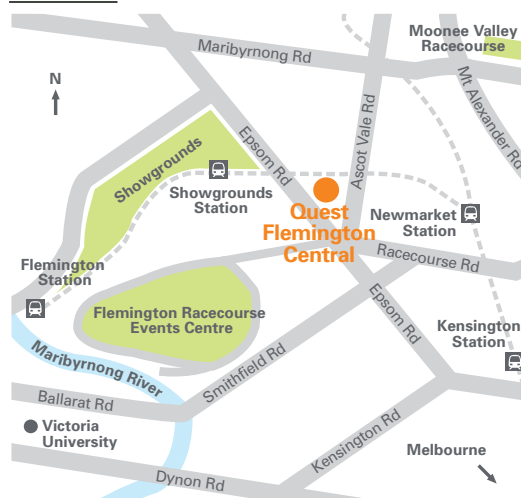 Moonee Valley
Racecourse
Maribyrnong Rd
Mt Alexander Rd
N
Ascot Vale Rd
Epsom Rd
Showgrounds
Showgrounds
Station
Quest
Flemington
Central
Newmarket
Station
Racecourse Rd
Flemington
Station
Flemington Racecourse
Events Centre
Epsom Rd
Kensington
Station
Maribyrnong River
Smithfield Rd
Ballarat Rd
Victoria
University
Kensington Rd
Melbourne
Dynon Rd